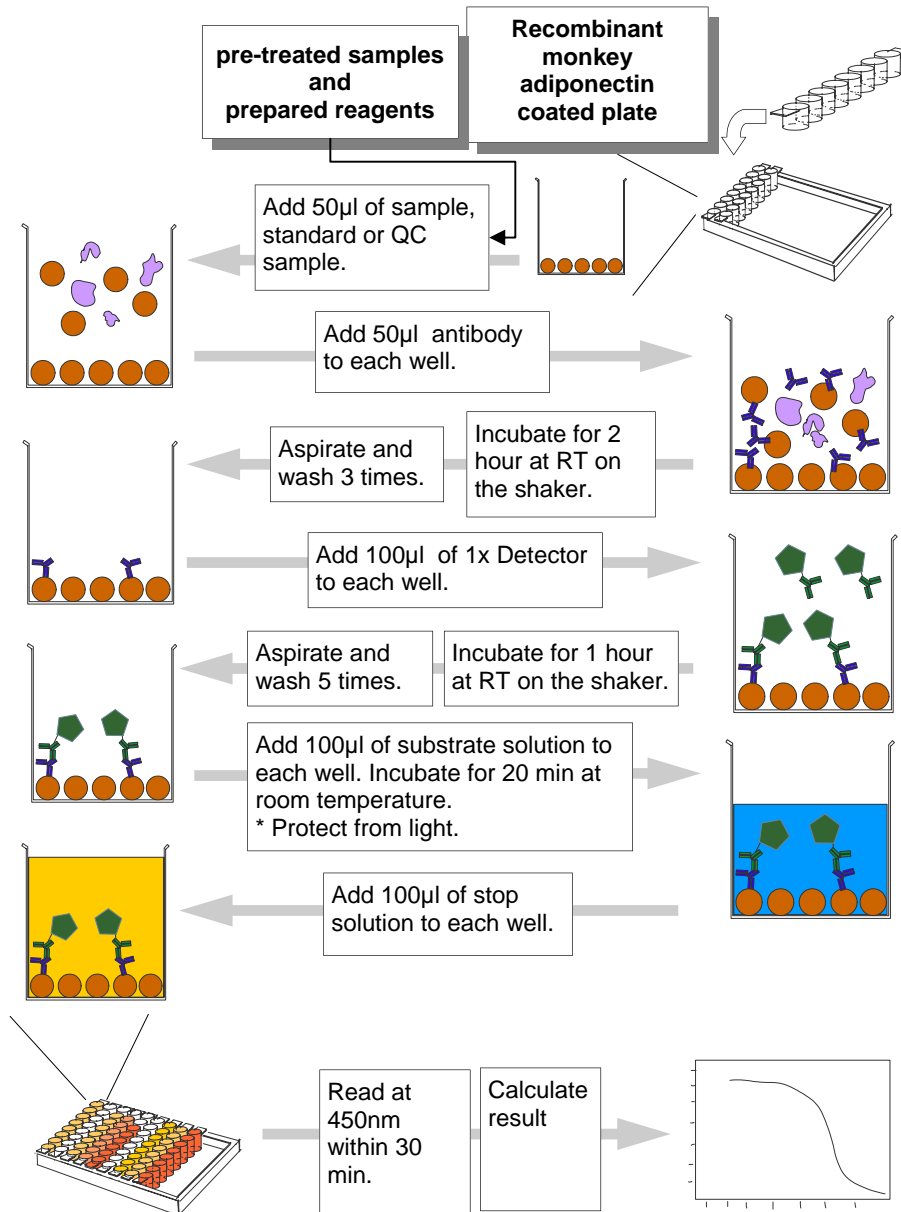 pre-treated samples
and
prepared reagents
Recombinant
monkey
adiponectin
coated plate
Add 50µl of sample,
standard or QC
sample.
Add 50µl antibody
to each well.
Incubate for 2
hour at RT on
the shaker.
Aspirate and
wash 3 times.
Add 100µl of 1x Detector
to each well.
Incubate for 1 hour
at RT on the shaker.
Aspirate and
wash 5 times.
Add 100µl of substrate solution to
each well. Incubate for 20 min at
room temperature.
* Protect from light.
Add 100µl of stop
solution to each well.
Read at
450nm
within 30
min.
Calculate
result